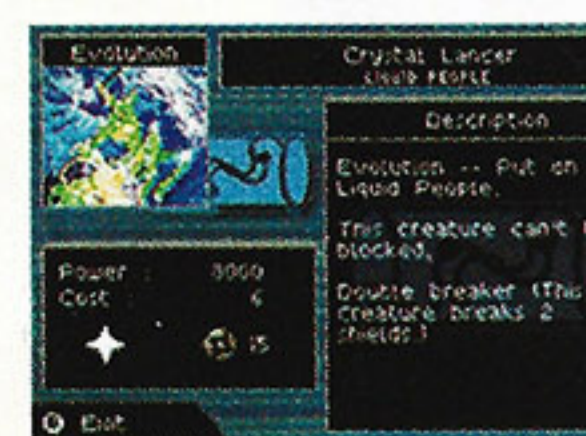 Evolution
Crystal Lancer
LIQUID PEOPLE
Description
Evolution -- Put on
Liquid People.
This creature can't
blocked.
Double breaker (This
creature breaks 2
shields.)
Power : 8000
Cost : 6
15
Exit